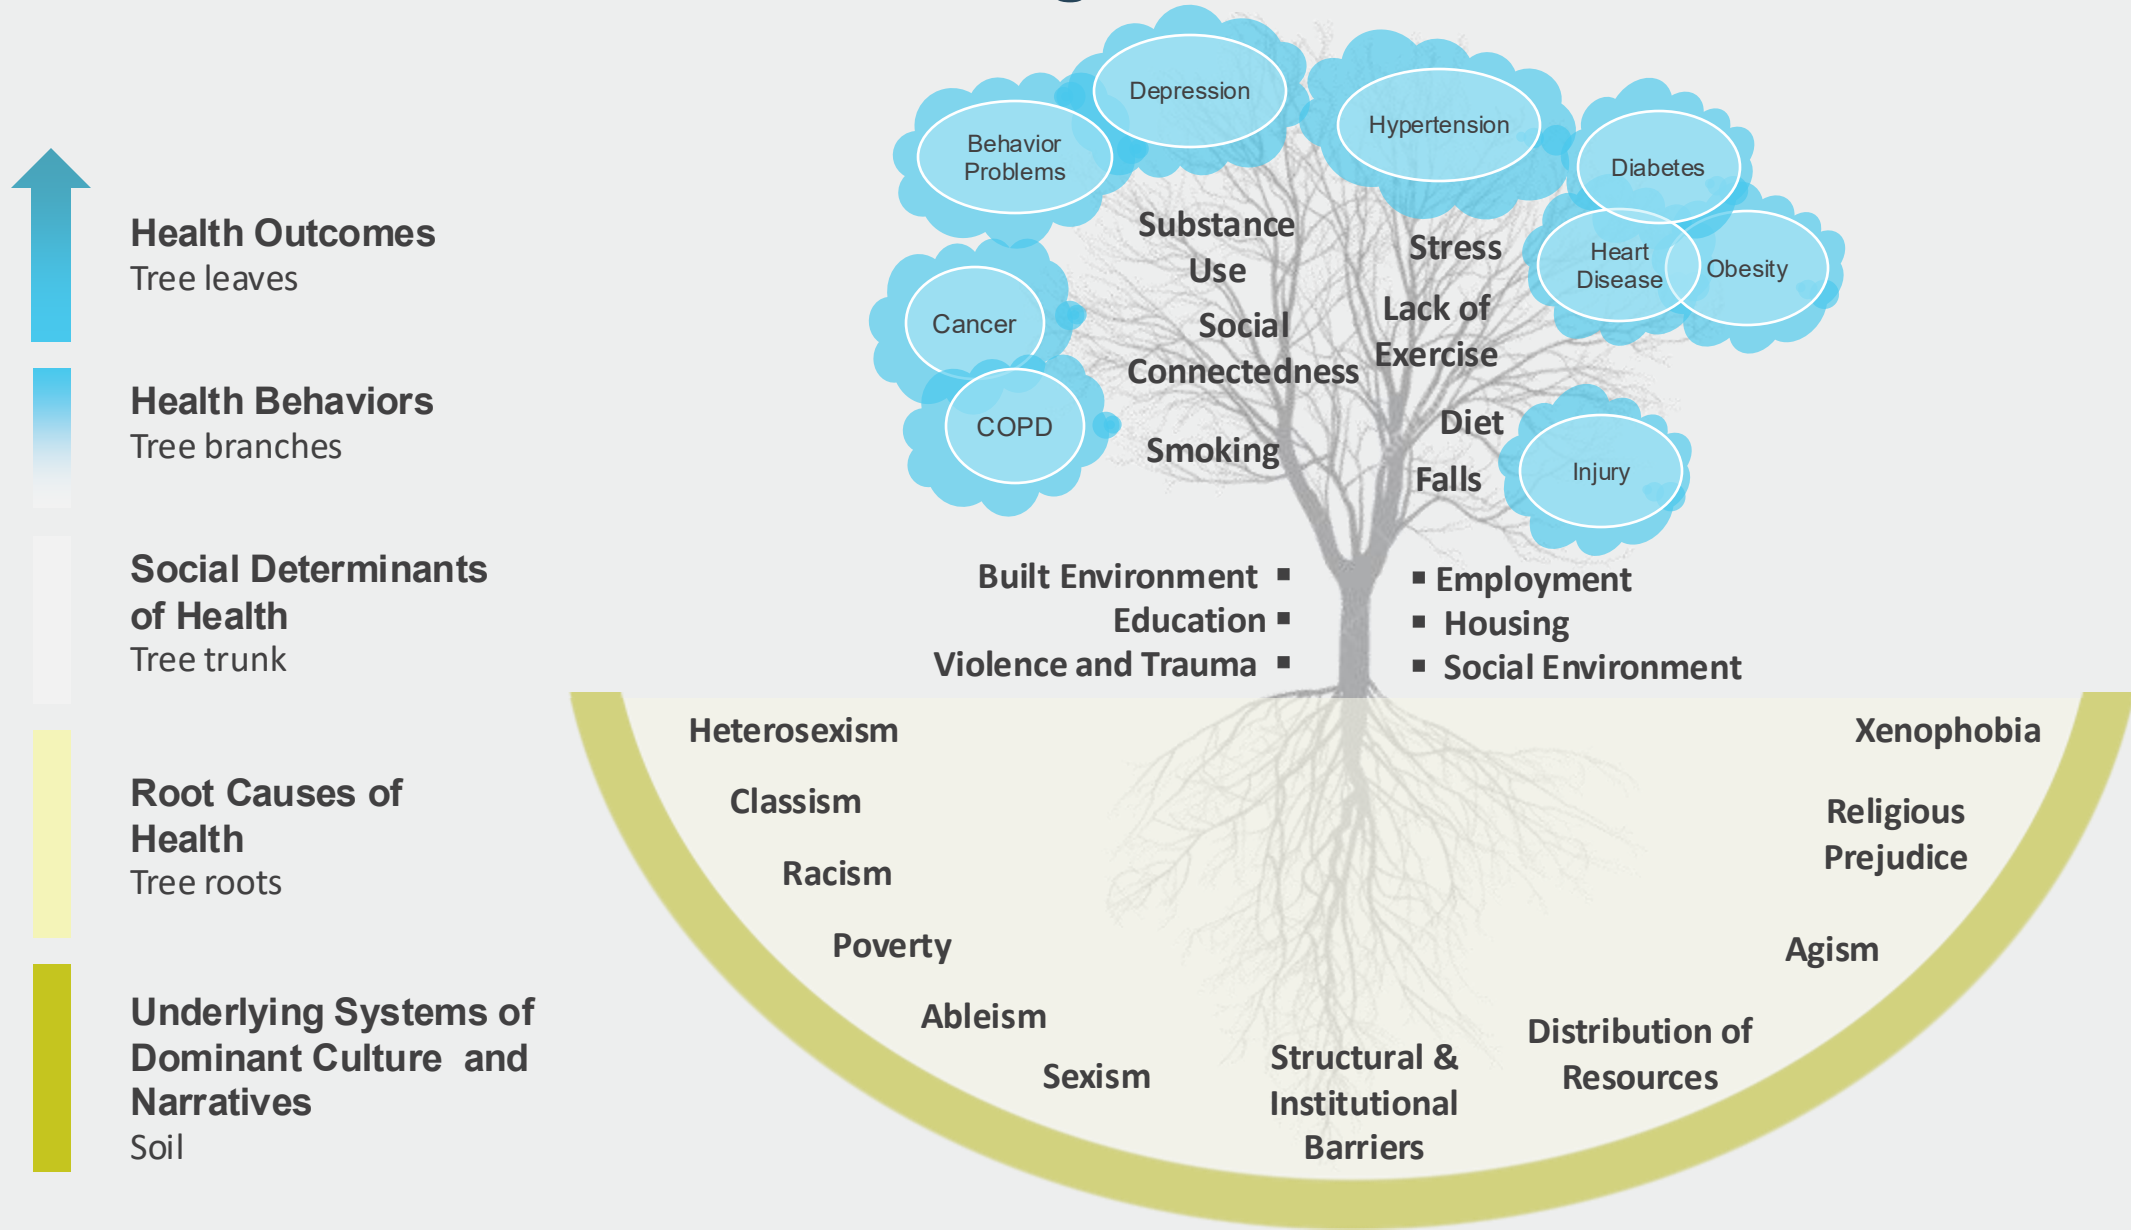 Health Outcomes
Tree leaves
Health Behaviors
Tree branches
Social Determinants
of Health
Tree trunk
Root Causes of
Health
Tree roots
Underlying Systems of
Dominant Culture and
Narratives
Soil
Depression
Behavior
Problems
Hypertension
Diabetes
Heart
Disease
Obesity
Cancer
COPD
Injury
Substance
Use
Social
Connectedness
Smoking
Stress
Lack of
Exercise
Diet
Falls
Built Environment ▪
Education ▪
Violence and Trauma ▪
▪ Employment
▪ Housing
▪ Social Environment
Heterosexism
Classism
Racism
Poverty
Ableism
Sexism
Structural &
Institutional
Barriers
Distribution of
Resources
Agism
Religious
Prejudice
Xenophobia